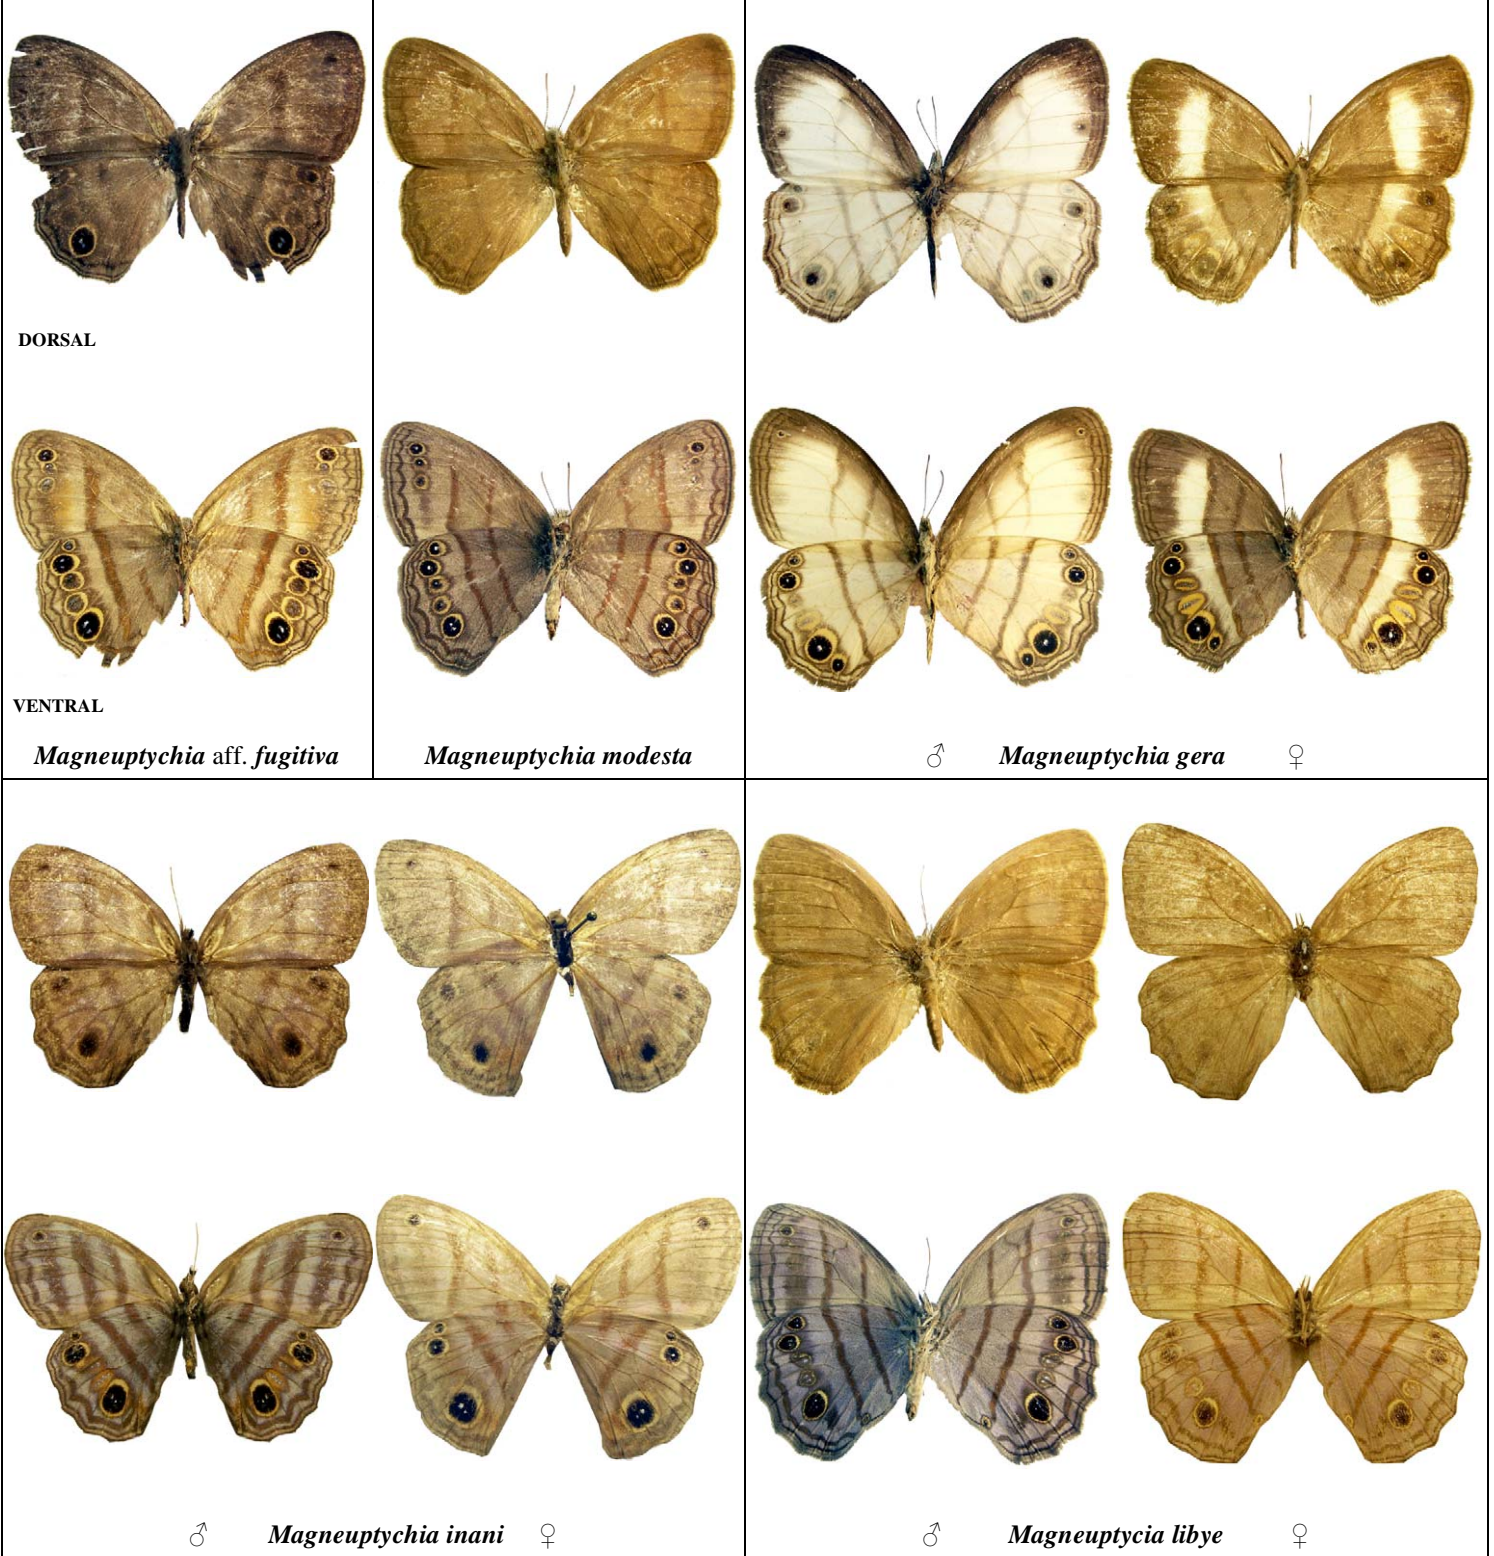 DORSAL
VENTRAL
Magneuptychia aff. fugitiva
Magneuptychia modesta
♂ Magneuptychia gera ♀
♂ Magneuptychia inani ♀
♂ Magneuptycia libye ♀